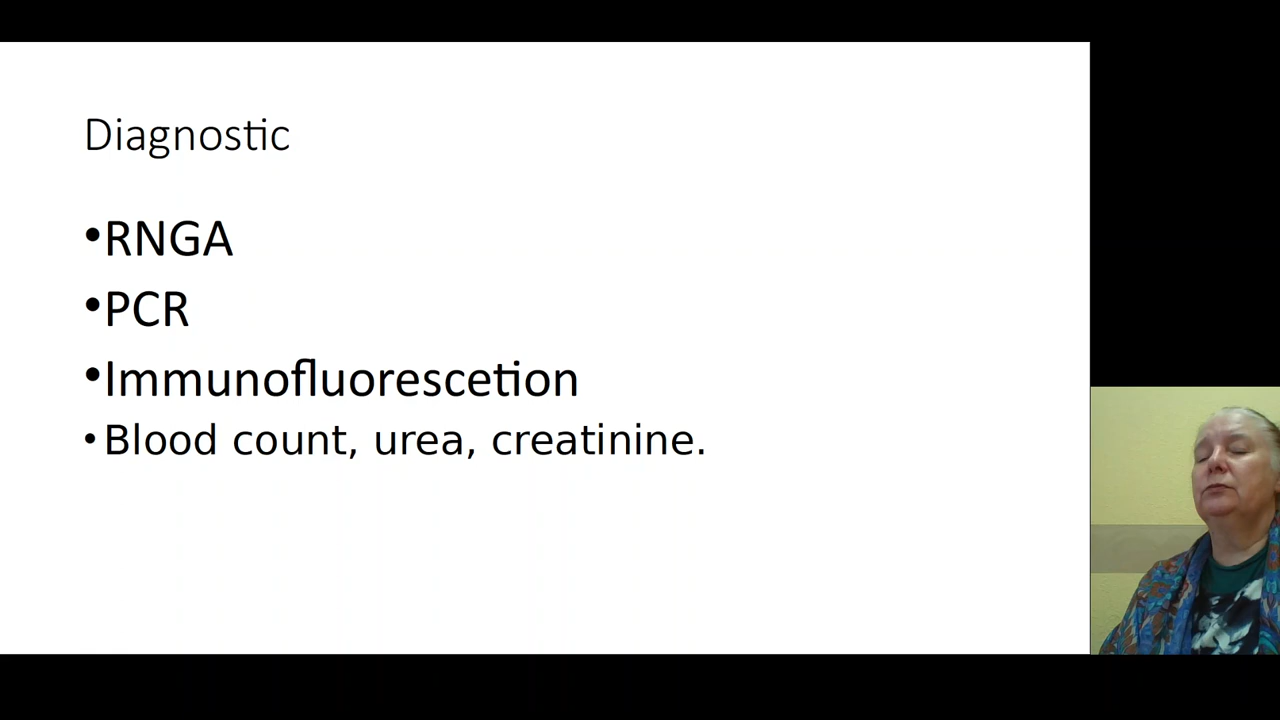 Diagnostic
•RNGA
•PCR
•Immunofluorescetion
•Blood count, urea, creatinine.